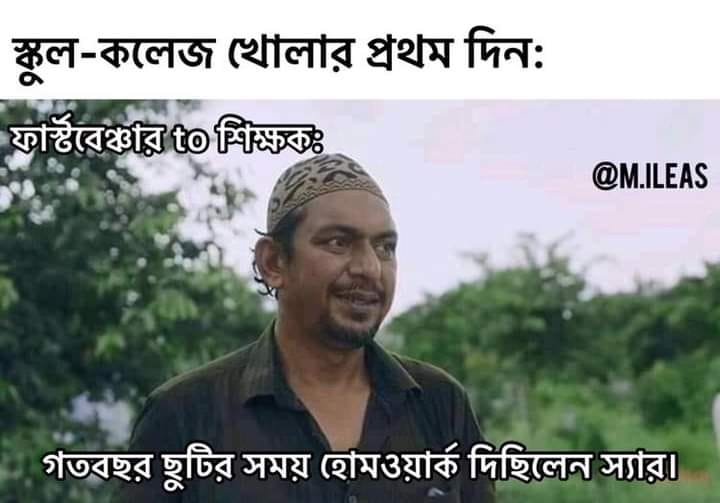 স্কুল-কলেজ খোলার প্রথম দিন:
ফার্স্টবেঞ্চার to শিক্ষক:
@M.ILEAS
গতবছর ছুটির সময় হোমওয়ার্ক দিছিলেন স্যার।